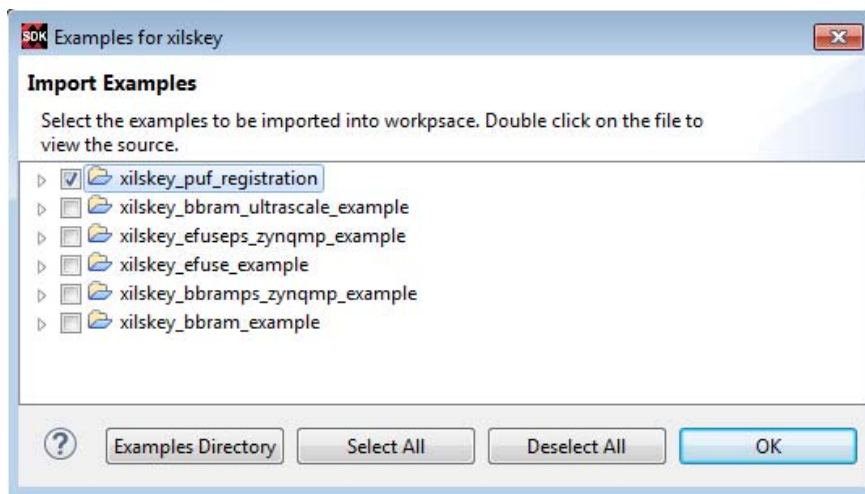 SDK Examples for xilskey
Import Examples
Select the examples to be imported into workpsace. Double click on the file to
view the source.
xilskey_puf_registration
xilskey_bbram_ultrascale_example
xilskey_efuseps_zynqmp_example
xilskey_efuse_example
xilskey_bbramps_zynqmp_example
xilskey_bbram_example
? Examples Directory Select All Deselect All OK